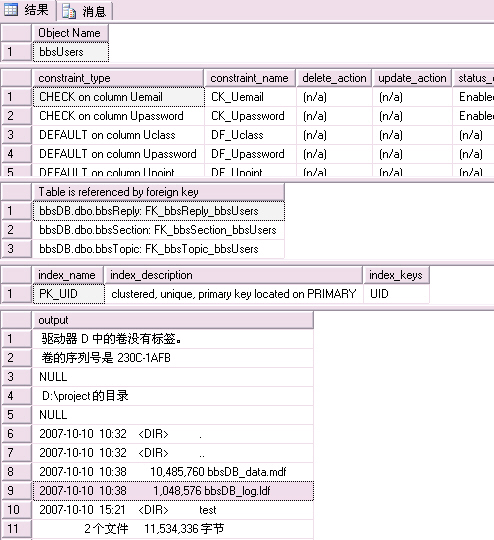 结果 消息
Object Name
1 bbsUsers
constraint_type constraint_name delete_action update_action
1 CHECK on column Uemail CK_Uemail (n/a) (n/a) Enabled
2 CHECK on column Upassword CK_Upassword (n/a) (n/a) Enabled
3 DEFAULT on column Uclass DF_Uclass (n/a) (n/a) (n/a)
4 DEFAULT on column Upassword DF_Upassword (n/a) (n/a) (n/a)
5 DEFAULT on column Upoint DF_Upoint (n/a) (n/a) (n/a)
Table is referenced by foreign key
1 bbsDB.dbo.bbsReply: FK_bbsReply_bbsUsers
2 bbsDB.dbo.bbsSection: FK_bbsSection_bbsUsers
3 bbsDB.dbo.bbsTopic: FK_bbsTopic_bbsUsers
index_name index_description index_keys
1 PK_UID clustered, unique, primary key located on PRIMARY UID
output
1 驱动器 D 中的卷没有标签。
2 卷的序列号是 230C-1AFB
3 NULL
4 D:\project 的目录
5 NULL
6 2007-10-10 10:32 <DIR> .
7 2007-10-10 10:32 <DIR> ..
8 2007-10-10 10:38 10,485,760 bbsDB_data.mdf
9 2007-10-10 10:38 1,048,576 bbsDB_log.ldf
10 2007-10-10 15:21 <DIR> test
11 2 个文件 11,534,336 字节